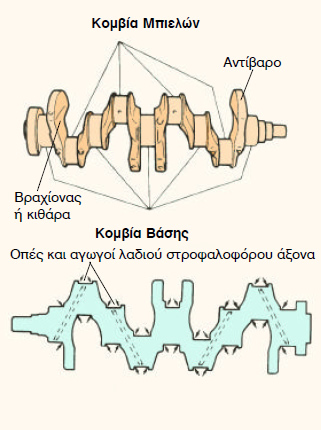 Κομβία Μπιελών
Αντίβαρο
Βραχίονας
ή κιθάρα
Κομβία Βάσης
Οπές και αγωγοί λαδιού στροφαλοφόρου άξονα